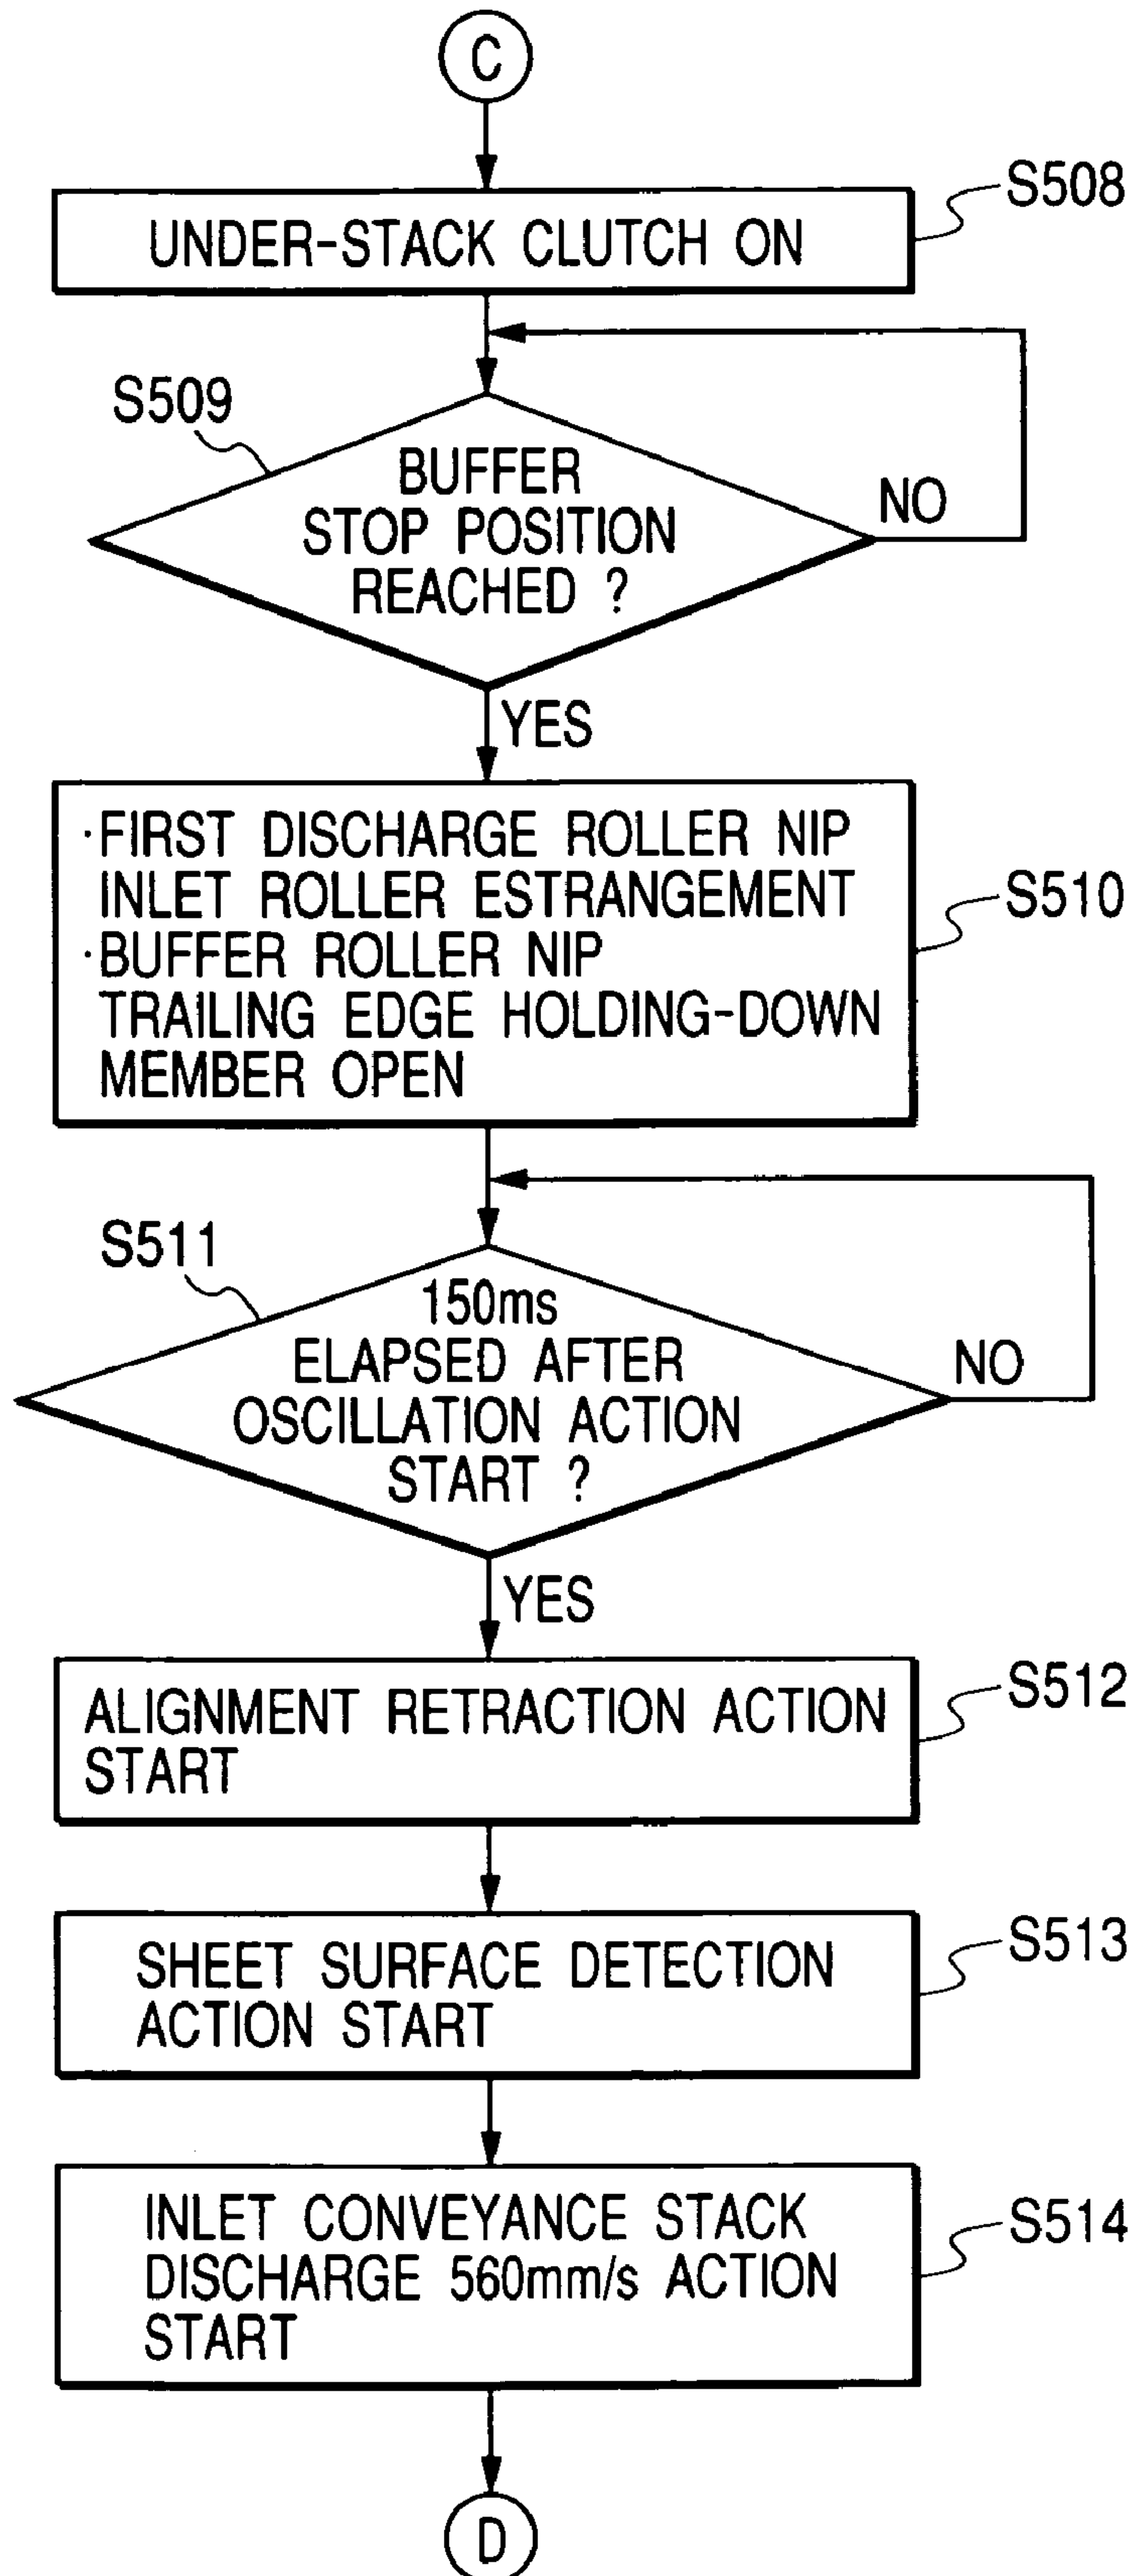 C
UNDER-STACK CLUTCH ON
S508
S509
BUFFER
STOP POSITION
REACHED ?
NO
YES
·FIRST DISCHARGE ROLLER NIP
INLET ROLLER ESTRANGEMENT
·BUFFER ROLLER NIP
TRAILING EDGE HOLDING-DOWN
MEMBER OPEN
S510
S511
150ms
ELAPSED AFTER
OSCILLATION ACTION
START ?
NO
YES
ALIGNMENT RETRACTION ACTION
START
S512
SHEET SURFACE DETECTION
ACTION START
S513
INLET CONVEYANCE STACK
DISCHARGE 560mm/s ACTION
START
S514
D